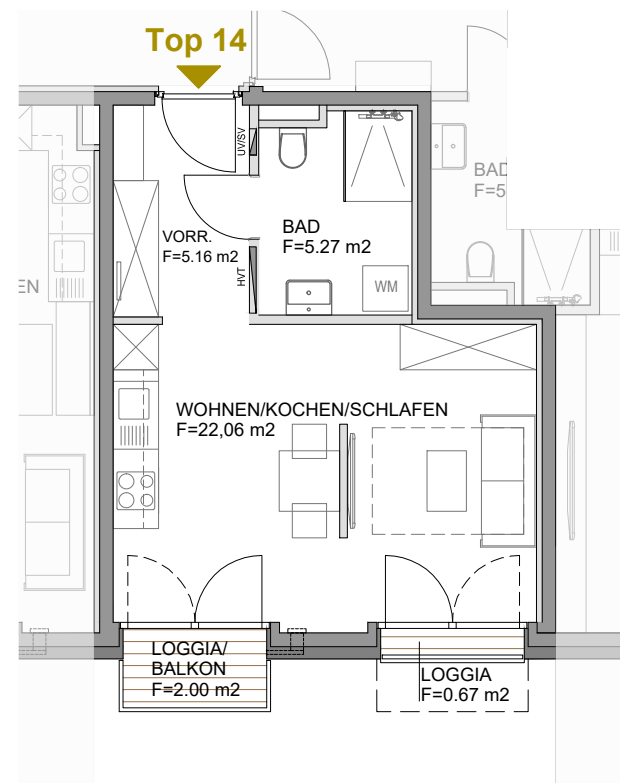 Top 14
UV/SV
BAD
F=5
BAD
F=5.27 m2
VORR.
F=5.16 m2
HVT
WM
EN
WOHNEN/KOCHEN/SCHLAFEN
F=22,06 m2
LOGGIA/
BALKON
F=2.00 m2
LOGGIA
F=0.67 m2